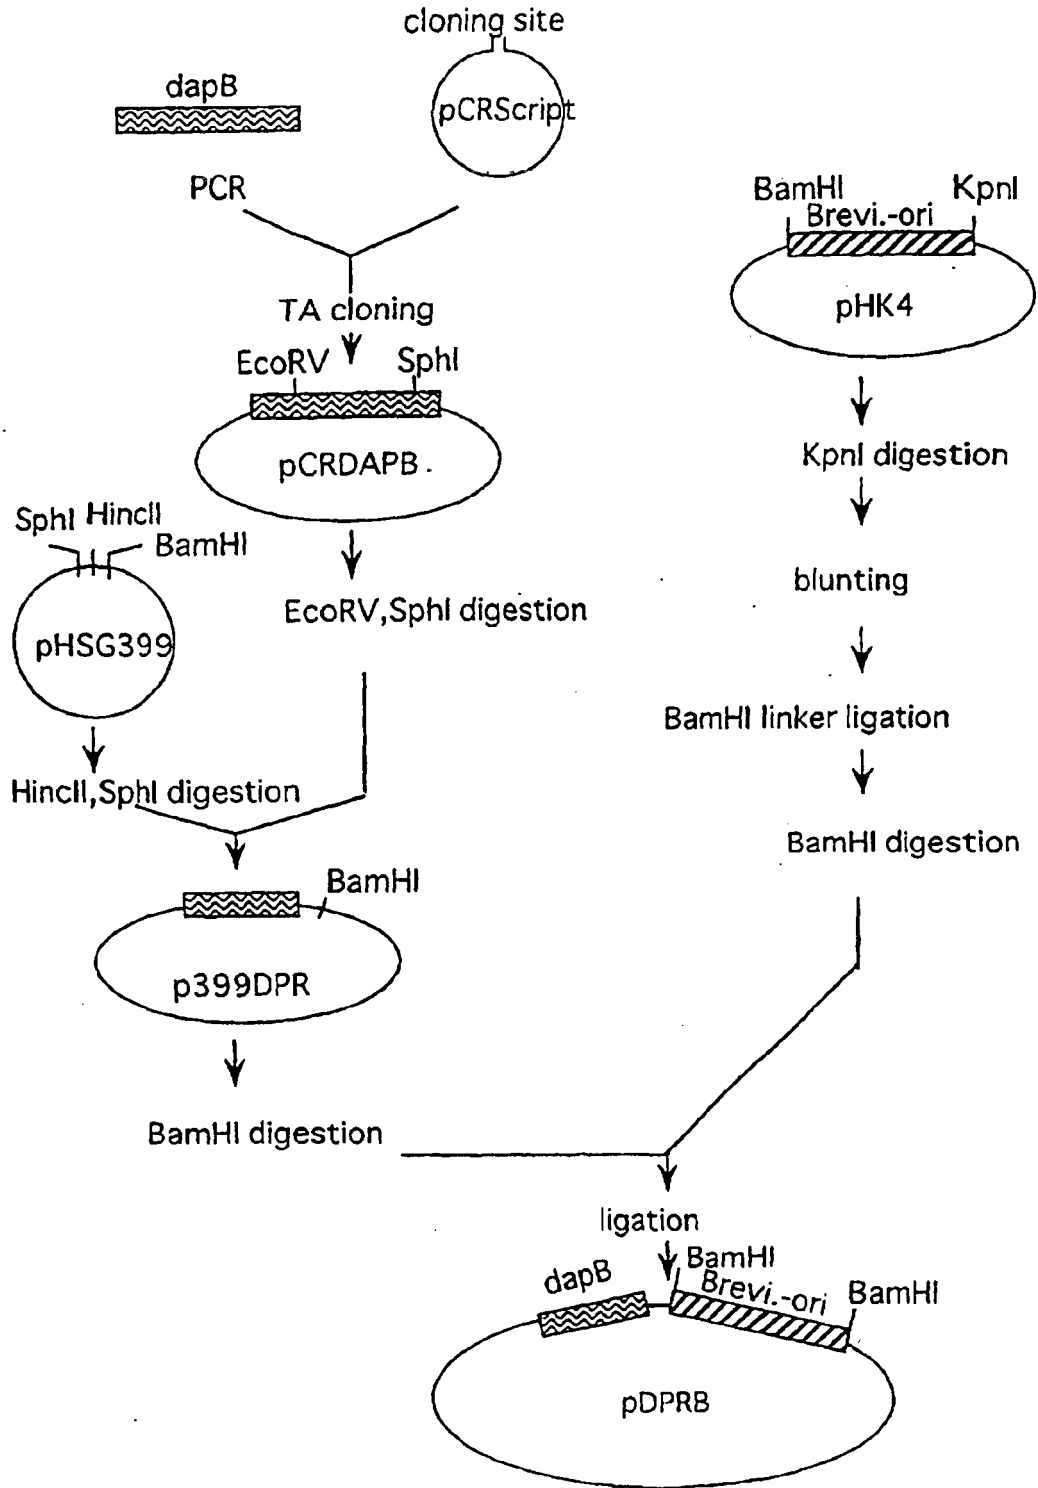 cloning site
dapB
pCRScript
PCR
TA cloning
EcoRV
SphI
pCRDAPB
SphI HincII
BamHI
pHSG399
EcoRV,SphI digestion
HincII,SphI digestion
BamHI
p399DPR
BamHI digestion
BamHI
KpnI
Brevi.-ori
pHK4
KpnI digestion
blunting
BamHI linker ligation
BamHI digestion
ligation
dapB
BamHI
Brevi.-ori
BamHI
pDPRB